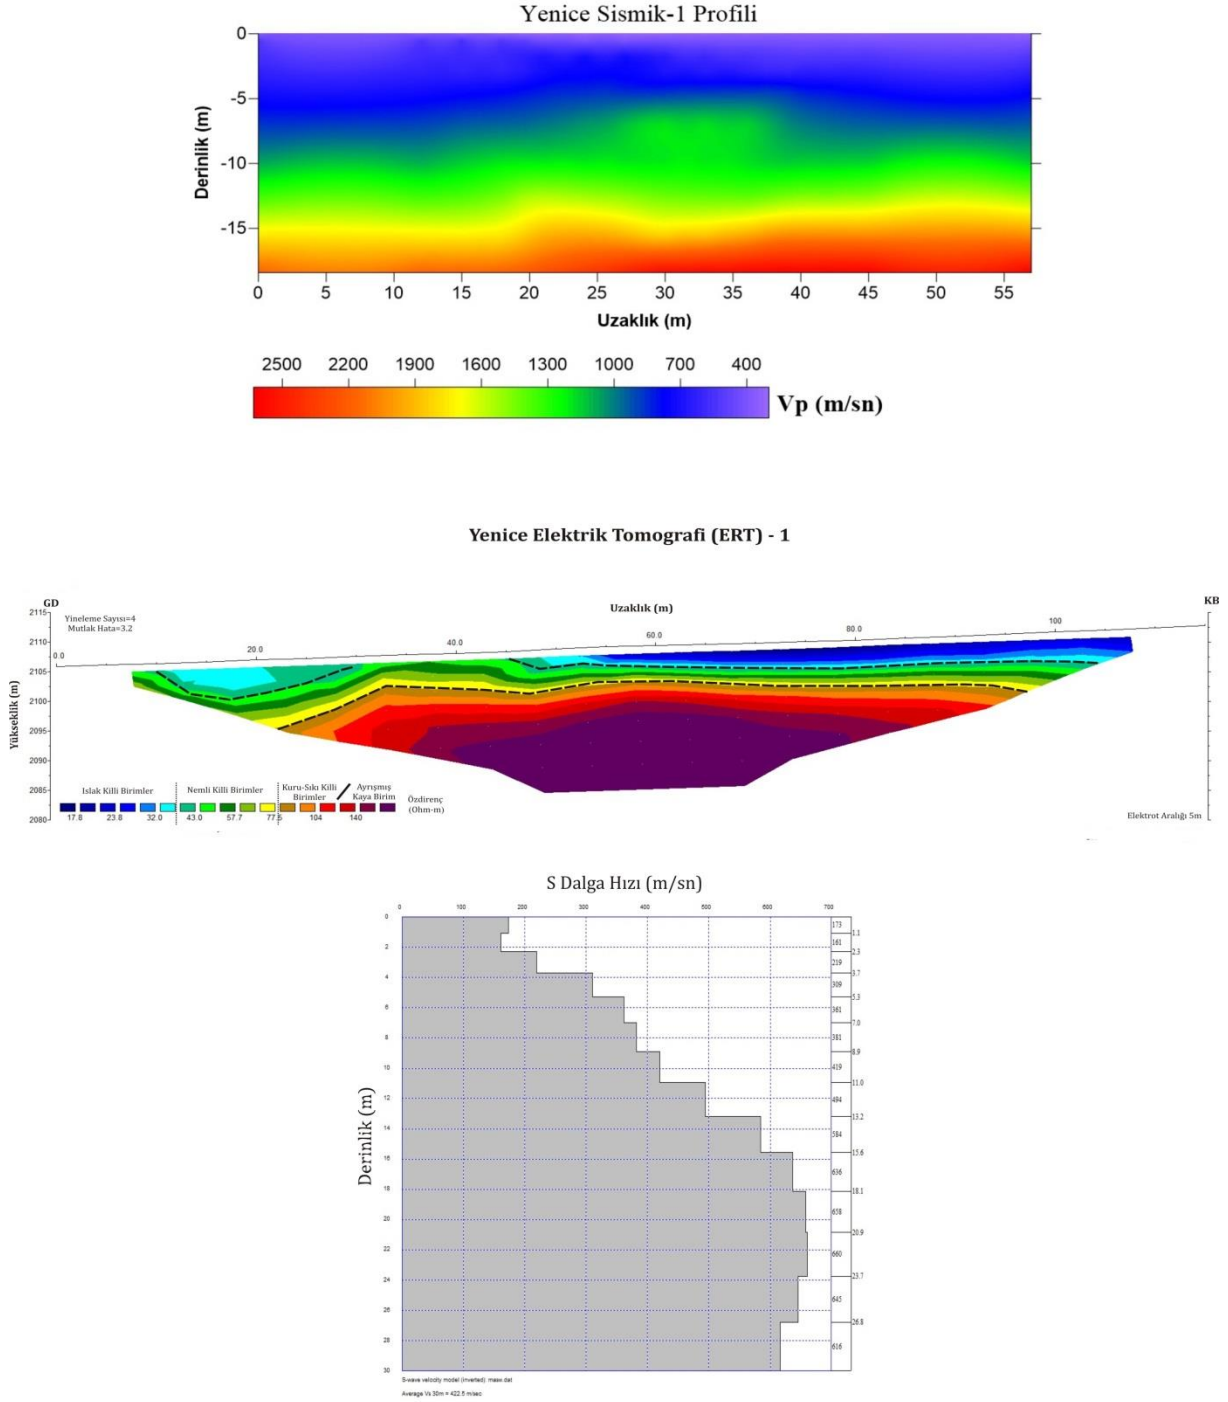 Yenice Sismik-1 Profili
0
-5
-10
-15
Derinlik (m)
0 5 10 15 20 25 30 35 40 45 50 55
Uzaklık (m)
2500 2200 1900 1600 1300 1000 700 400
Vp (m/sn)
Yenice Elektrik Tomografi (ERT) - 1
GD
Uzaklık (m)
KB
Yineleme Sayısı=4
Mutlak Hata=3.2
2115
2110
2105
2100
2095
2090
2085
2080
Yükseklik (m)
0.0 20.0 40.0 60.0 80.0 100
Islak Killi Birimler
Nemli Killi Birimler
Kuru-Sıkı Killi
Birimler
Ayrışmış
Kaya Birim
Özdirenç
(Ohm-m)
17.8 23.8 32.0 43.0 57.7 77.5 104 140
Elektrot Aralığı 5m
S Dalga Hızı (m/sn)
0 100 200 300 400 500 600 700
0
2
4
6
8
10
12
14
16
18
20
22
24
26
28
30
Derinlik (m)
173
1.1
161
2.3
219
3.7
309
5.3
361
7.0
381
8.9
419
11.0
494
13.2
584
15.6
636
18.1
658
20.9
660
23.7
645
26.8
616
S-wave velocity model (inverted): masw.dat
Average Vs 30m = 422.5 m/sec